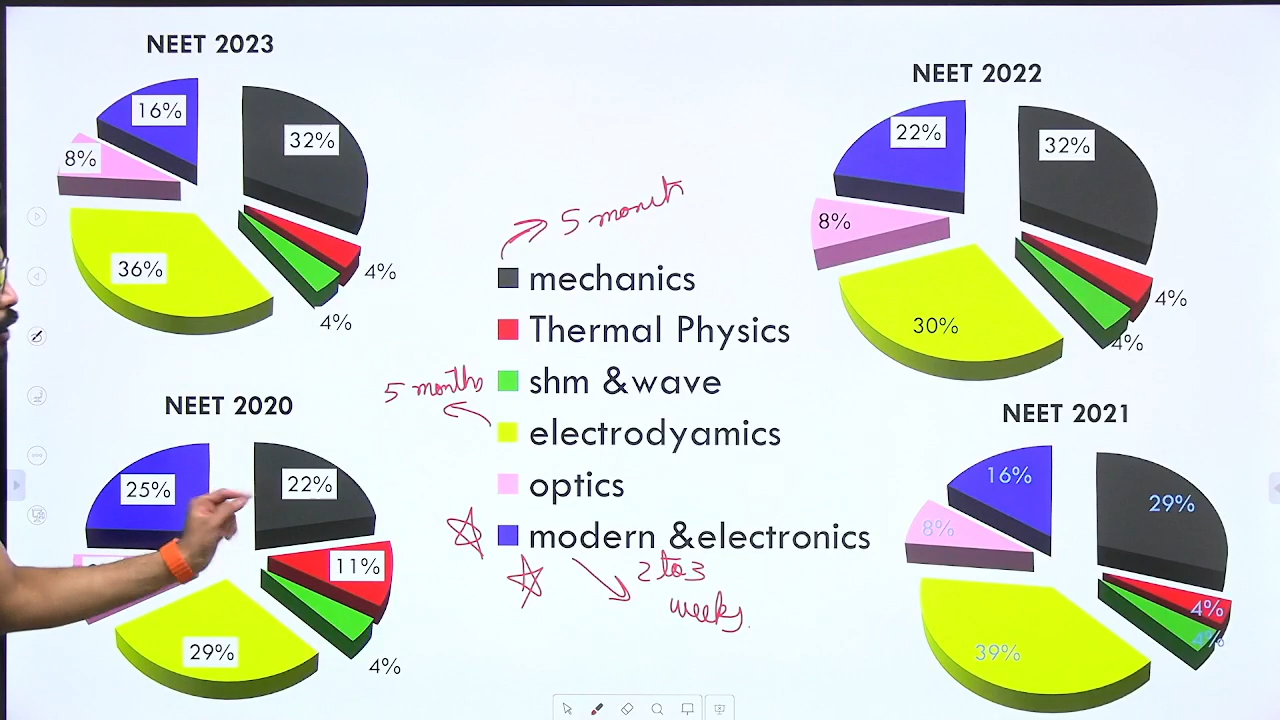 NEET 2023
16%
32%
8%
36%
4%
4%
NEET 2022
22%
32%
8%
30%
4%
4%
5 month
mechanics
Thermal Physics
shm &wave
5 months
electrodyamics
optics
modern &electronics
2 to 3
weeks.
NEET 2020
25%
22%
11%
29%
4%
NEET 2021
16%
29%
8%
4%
4%
39%